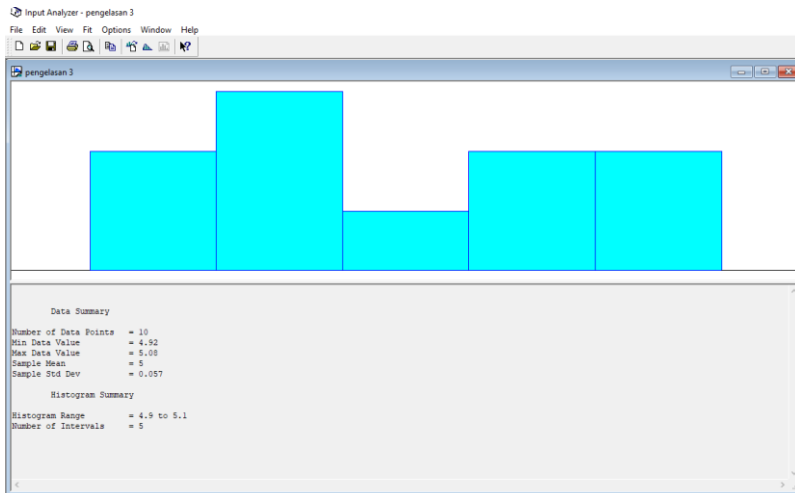 Input Analyzer - pengelasan 3
File Edit View Fit Options Window Help
pengelasan 3
Data Summary
Number of Data Points = 10
Min Data Value = 4.92
Max Data Value = 5.08
Sample Mean = 5
Sample Std Dev = 0.057
Histogram Summary
Histogram Range = 4.9 to 5.1
Number of Intervals = 5